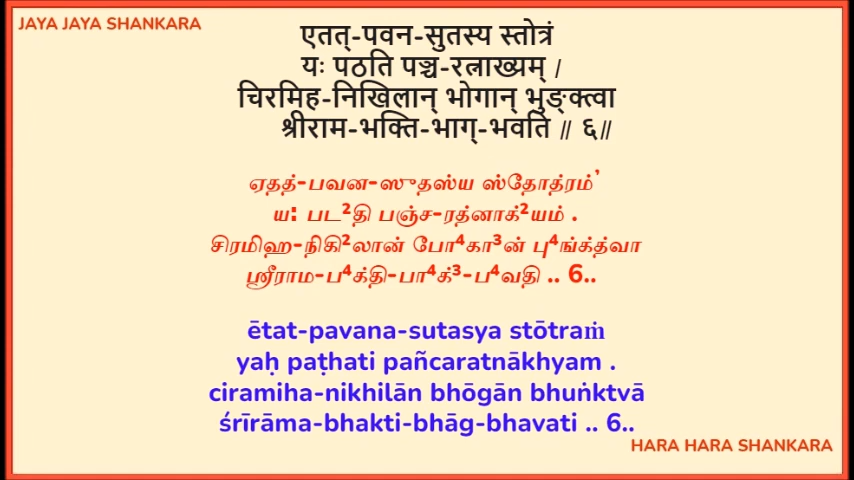 JAYA JAYA SHANKARA
एतत्-पवन-सुतस्य स्तोत्रं
यः पठति पञ्च-रत्नाख्यम् /
चिरमिह-निखिलान् भोगान् भुङ्क्त्वा
श्रीराम-भक्ति-भाग्-भवति ॥ ६॥
ஏதத்-பவன-ஸுதஸ்ய ஸ்தோத்ரம்ʼ
ய: பட²தி பஞ்ச-ரத்னாக்²யம் .
சிரமிஹ-நிகி²லான் போ⁴கா³ன் பு⁴ங்க்த்வா
ஶ்ரீராம-ப⁴க்தி-பா⁴க்³-ப⁴வதி .. 6..
ētat-pavana-sutasya stōtraṁ
yaḥ paṭhati pañcaratnākhyam .
ciramiha-nikhilān bhōgān bhuṅktvā
śrīrāma-bhakti-bhāg-bhavati .. 6..
HARA HARA SHANKARA